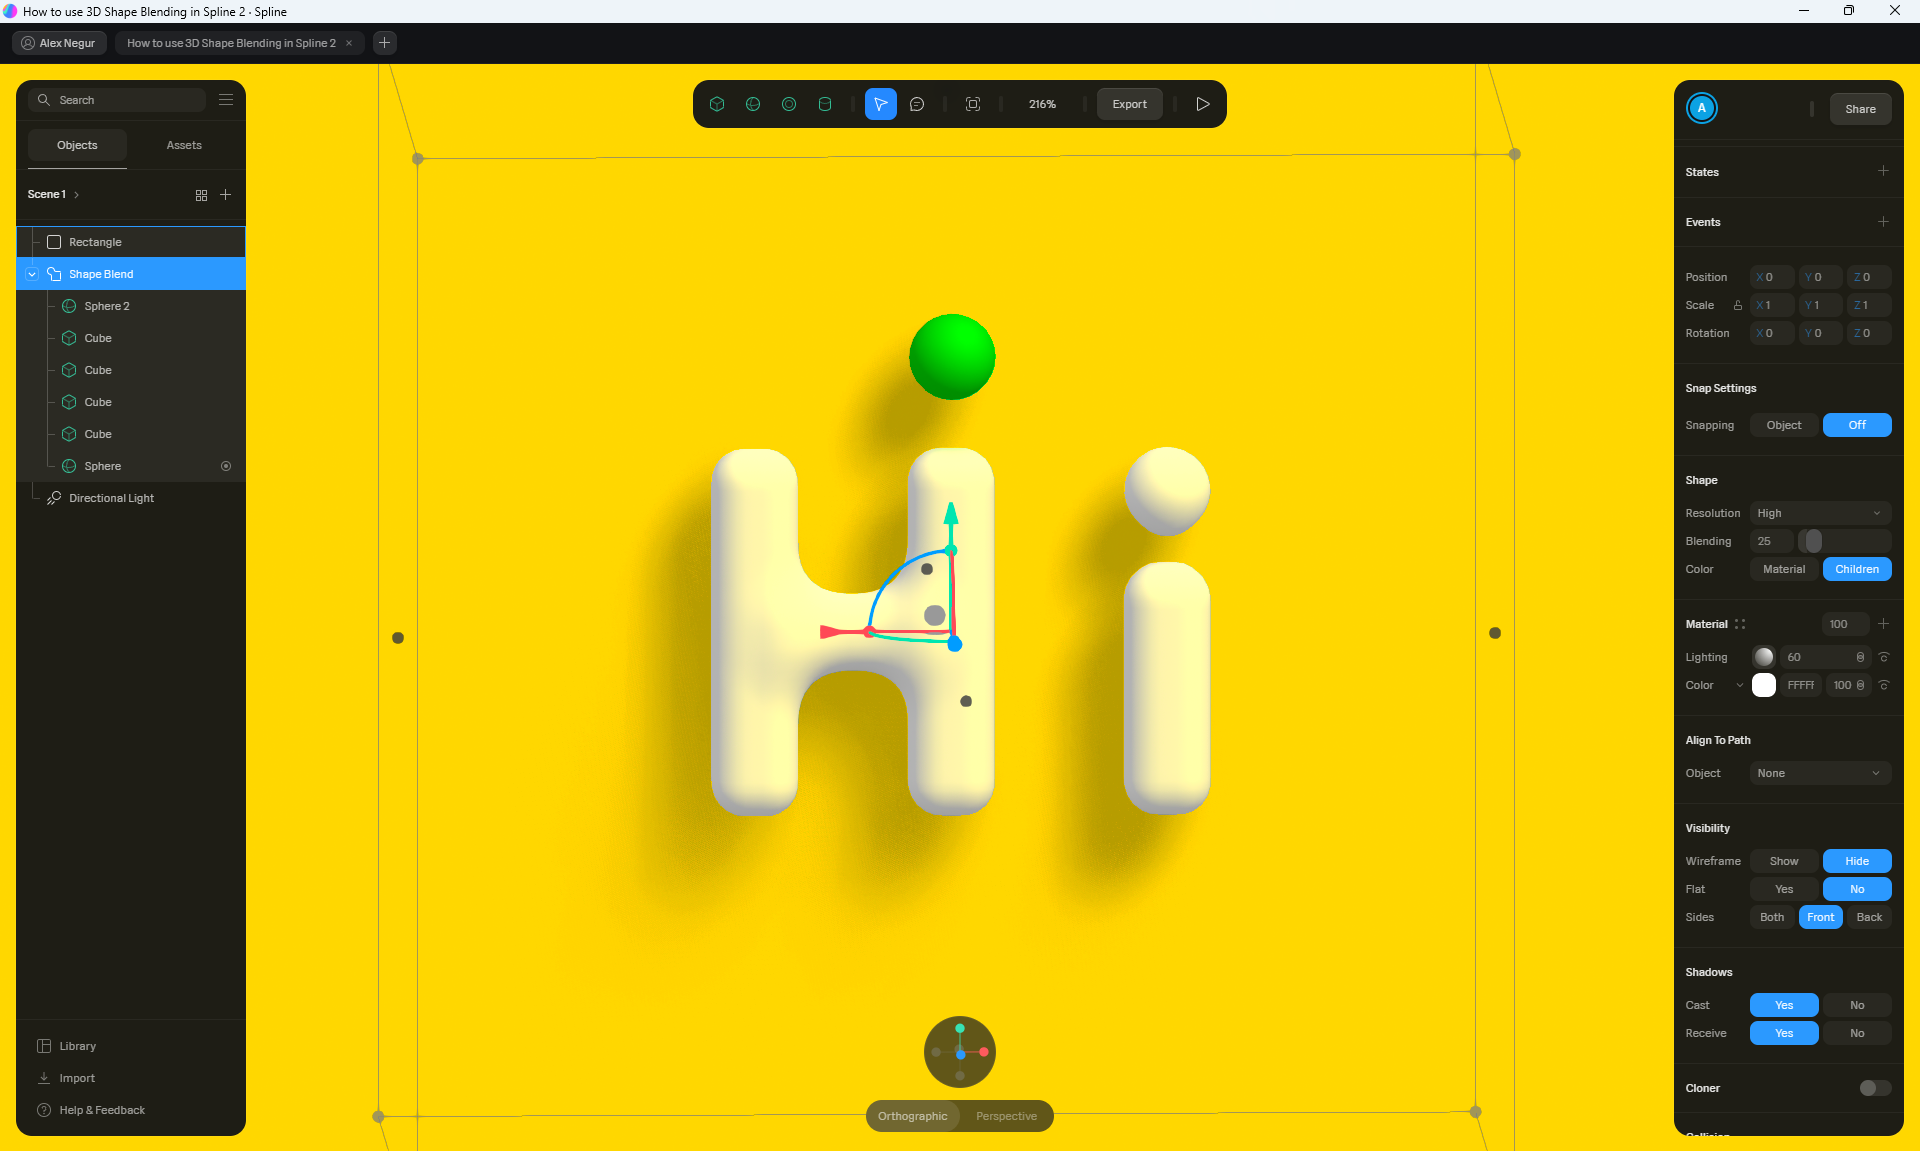 How to use 3D Shape Blending in Spline 2 - Spline
Alex Negur
How to use 3D Shape Blending in Spline 2
Search
Objects
Assets
Scene 1
Rectangle
Shape Blend
Sphere 2
Cube
Cube
Cube
Cube
Sphere
Directional Light
Library
Import
Help & Feedback
216%
Export
Hi
Orthographic
Perspective
A
Share
States
Events
Position X 0 Y 0 Z 0
Scale X 1 Y 1 Z 1
Rotation X 0 Y 0 Z 0
Snap Settings
Snapping Object Off
Shape
Resolution High
Blending 25
Color Material Children
Material 100
Lighting 60
Color FFFFF 100
Align To Path
Object None
Visibility
Wireframe Show Hide
Flat Yes No
Sides Both Front Back
Shadows
Cast Yes No
Receive Yes No
Cloner